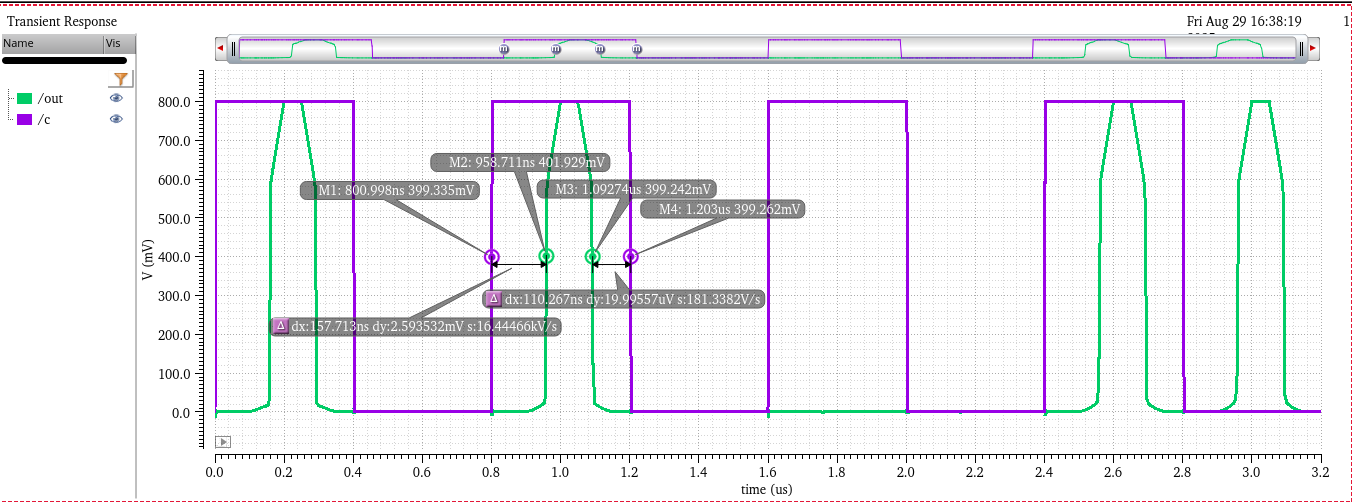 Transient Response
Fri Aug 29 16:38:19
1
Name
Vis
/out
/c
V (mV)
800.0
700.0
600.0
500.0
400.0
300.0
200.0
100.0
0.0
M2: 958.711ns 401.929mV
M1: 800.998ns 399.335mV
M3: 1.09274us 399.242mV
M4: 1.203us 399.262mV
Δ dx:110.267ns dy:19.99557uV s:181.3382V/s
Δ dx:157.713ns dy:2.593532mV s:16.44466kV/s
m m m m
0.0 0.2 0.4 0.6 0.8 1.0 1.2 1.4 1.6 1.8 2.0 2.2 2.4 2.6 2.8 3.0 3.2
time (us)